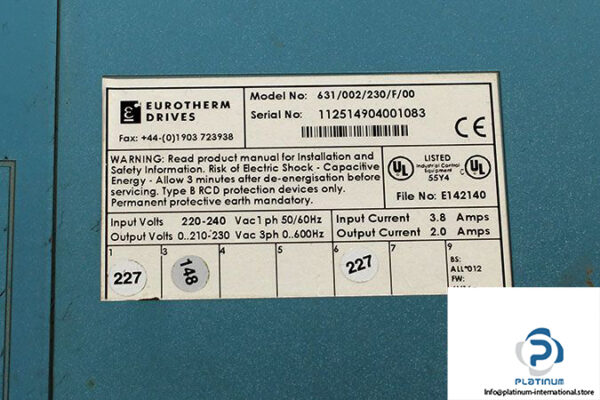 EUROTHERM
DRIVES
Fax: +44-(0)1903 723938
Model No: 631/002/230/F/00
Serial No: 112514904001083
CE
WARNING: Read product manual for Installation and
Safety Information. Risk of Electric Shock - Capacitive
Energy - Allow 3 minutes after de-energisation before
servicing. Type B RCD protection devices only.
Permanent protective earth mandatory.
UL LISTED UL
Industrial Control
Equipment
55Y4
File No: E142140
Input Volts 220-240 Vac 1 ph 50/60Hz
Output Volts 0..210-230 Vac 3ph 0..600Hz
Input Current 3.8 Amps
Output Current 2.0 Amps
1 3 4 5 6 7 9
227 148 227
BS:
ALL*012
FW:
PLATINUM
Info@platinum-international.store